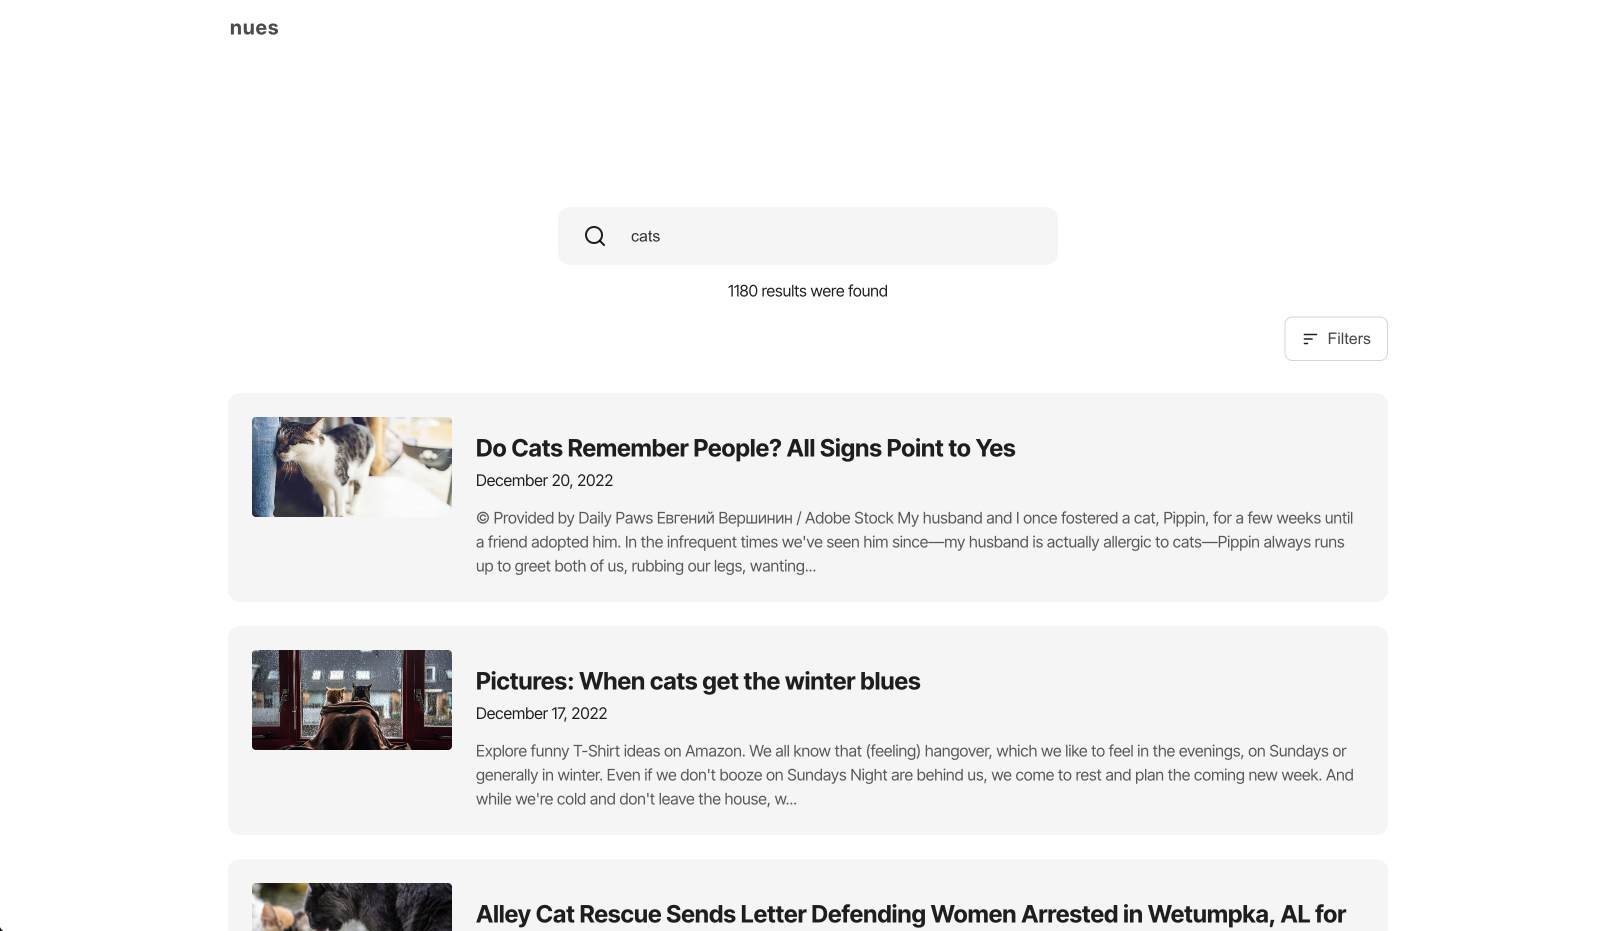 nues
cats
1180 results were found
Filters
Do Cats Remember People? All Signs Point to Yes
December 20, 2022
© Provided by Daily Paws Евгений Вершинин / Adobe Stock My husband and I once fostered a cat, Pippin, for a few weeks until
a friend adopted him. In the infrequent times we've seen him since—my husband is actually allergic to cats—Pippin always runs
up to greet both of us, rubbing our legs, wanting...
Pictures: When cats get the winter blues
December 17, 2022
Explore funny T-Shirt ideas on Amazon. We all know that (feeling) hangover, which we like to feel in the evenings, on Sundays or
generally in winter. Even if we don't booze on Sundays Night are behind us, we come to rest and plan the coming new week. And
while we're cold and don't leave the house, w...
Alley Cat Rescue Sends Letter Defending Women Arrested in Wetumpka, AL for